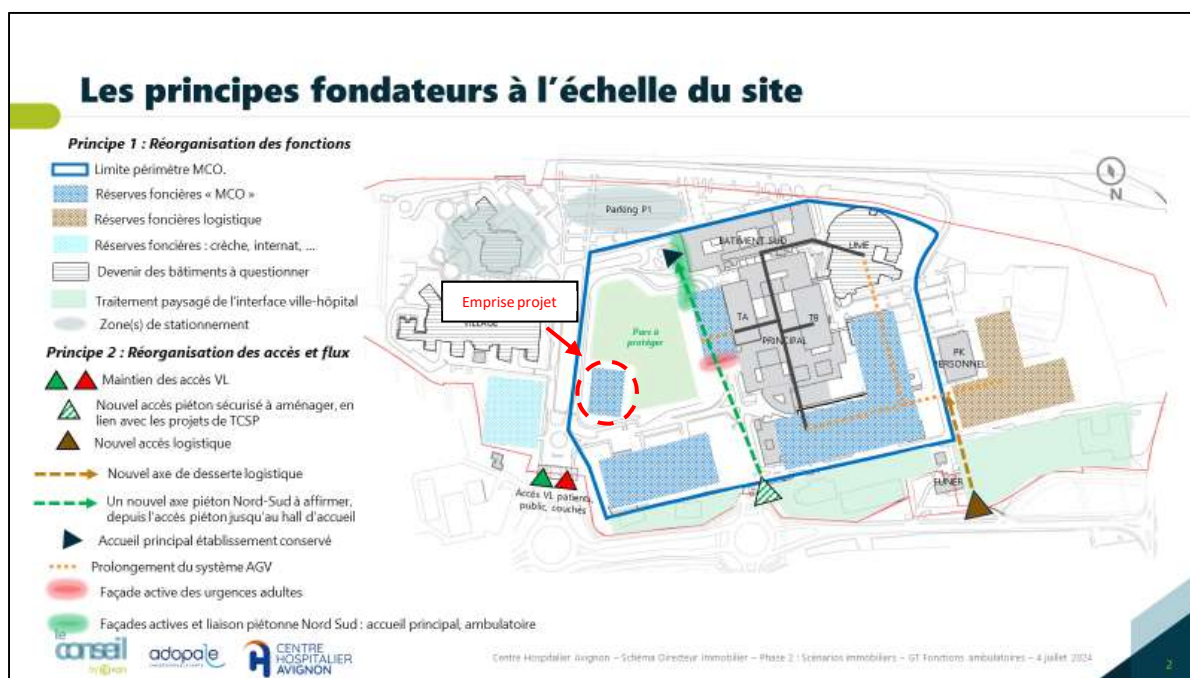 Les principes fondateurs à l'échelle du site
Principe 1 : Réorganisation des fonctions
Limite périmètre MCO.
Réserves foncières « MCO »
Réserves foncières logistique
Réserves foncières : crèche, internat, ...
Devenir des bâtiments à questionner
Traitement paysagé de l'interface ville-hôpital
Zone(s) de stationnement
Principe 2 : Réorganisation des accès et flux
Maintien des accès VL
Nouvel accès piéton sécurisé à aménager, en
lien avec les projets de TCSP
Nouvel accès logistique
Nouvel axe de desserte logistique
Un nouvel axe piéton Nord-Sud à affirmer,
depuis l'accès piéton jusqu'au hall d'accueil
Accueil principal établissement conservé
Prolongement du système AGV
Façade active des urgences adultes
Façades actives et liaison piétonne Nord Sud : accueil principal, ambulatoire
N
Parking P1
BATIMENT SUD
UME
Emprise projet
VILLAGE
Parc à
protéger
TA
TB
PRINCIPAL
PK
PERSONNEL
FUNER
Accès VL patients,
public, couchés
le
conseil
adopale
CENTRE
HOSPITALIER
AVIGNON
Centre Hospitalier Avignon – Schéma Directeur Immobilier – Phase 2 : Scénarios immobiliers – GT Fonctions ambulatoires – 4 juillet 2024
2